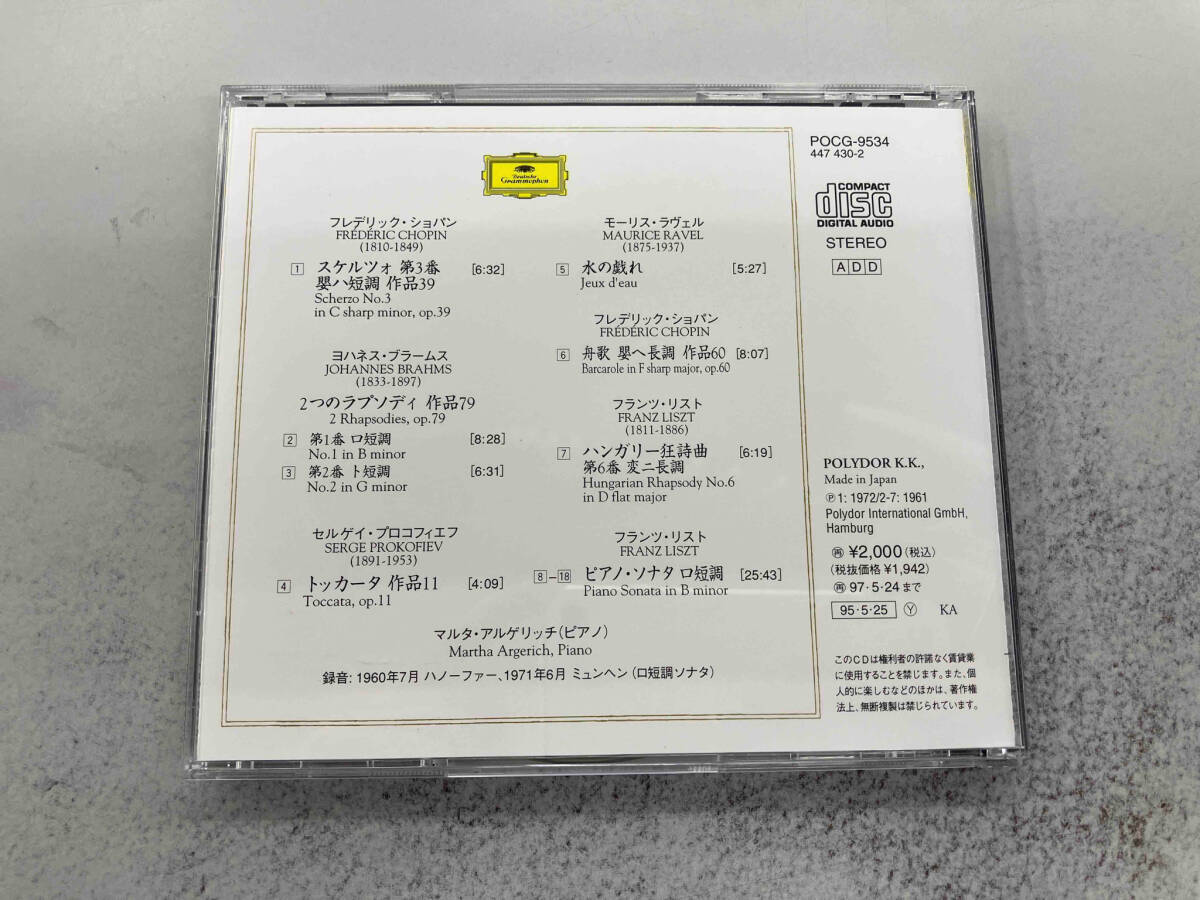 Deutsche
Grammophon
フレデリック・ショパン
FRÉDÉRIC CHOPIN
(1810-1849)
1 スケルツォ 第3番 [6:32]
嬰ハ短調 作品39
Scherzo No.3
in C sharp minor, op.39
ヨハネス・ブラームス
JOHANNES BRAHMS
(1833-1897)
2つのラプソディ 作品79
2 Rhapsodies, op.79
2 第1番 ロ短調 [8:28]
No.1 in B minor
3 第2番 ト短調 [6:31]
No.2 in G minor
セルゲイ・プロコフィエフ
SERGE PROKOFIEV
(1891-1953)
4 トッカータ 作品11 [4:09]
Toccata, op.11
モーリス・ラヴェル
MAURICE RAVEL
(1875-1937)
5 水の戯れ [5:27]
Jeux d'eau
フレデリック・ショパン
FRÉDÉRIC CHOPIN
6 舟歌 嬰ヘ長調 作品60 [8:07]
Barcarole in F sharp major, op.60
フランツ・リスト
FRANZ LISZT
(1811-1886)
7 ハンガリー狂詩曲 [6:19]
第6番 変ニ長調
Hungarian Rhapsody No.6
in D flat major
フランツ・リスト
FRANZ LISZT
8-18 ピアノ・ソナタ ロ短調 [25:43]
Piano Sonata in B minor
マルタ・アルゲリッチ(ピアノ)
Martha Argerich, Piano
録音: 1960年7月 ハノーファー、1971年6月 ミュンヘン (ロ短調ソナタ)
POCG-9534
447 430-2
COMPACT
disc
DIGITAL AUDIO
STEREO
ADD
POLYDOR K.K.,
Made in Japan
Ⓟ1: 1972/2-7: 1961
Polydor International GmbH,
Hamburg
再 ¥2,000(税込)
(税抜価格 ¥1,942)
再 97・5・24 まで
95・5・25 Ⓨ KA
このCDは権利者の許諾なく賃貸業
に使用することを禁じます。また、個
人的に楽しむなどのほかは、著作権
法上、無断複製は禁じられています。